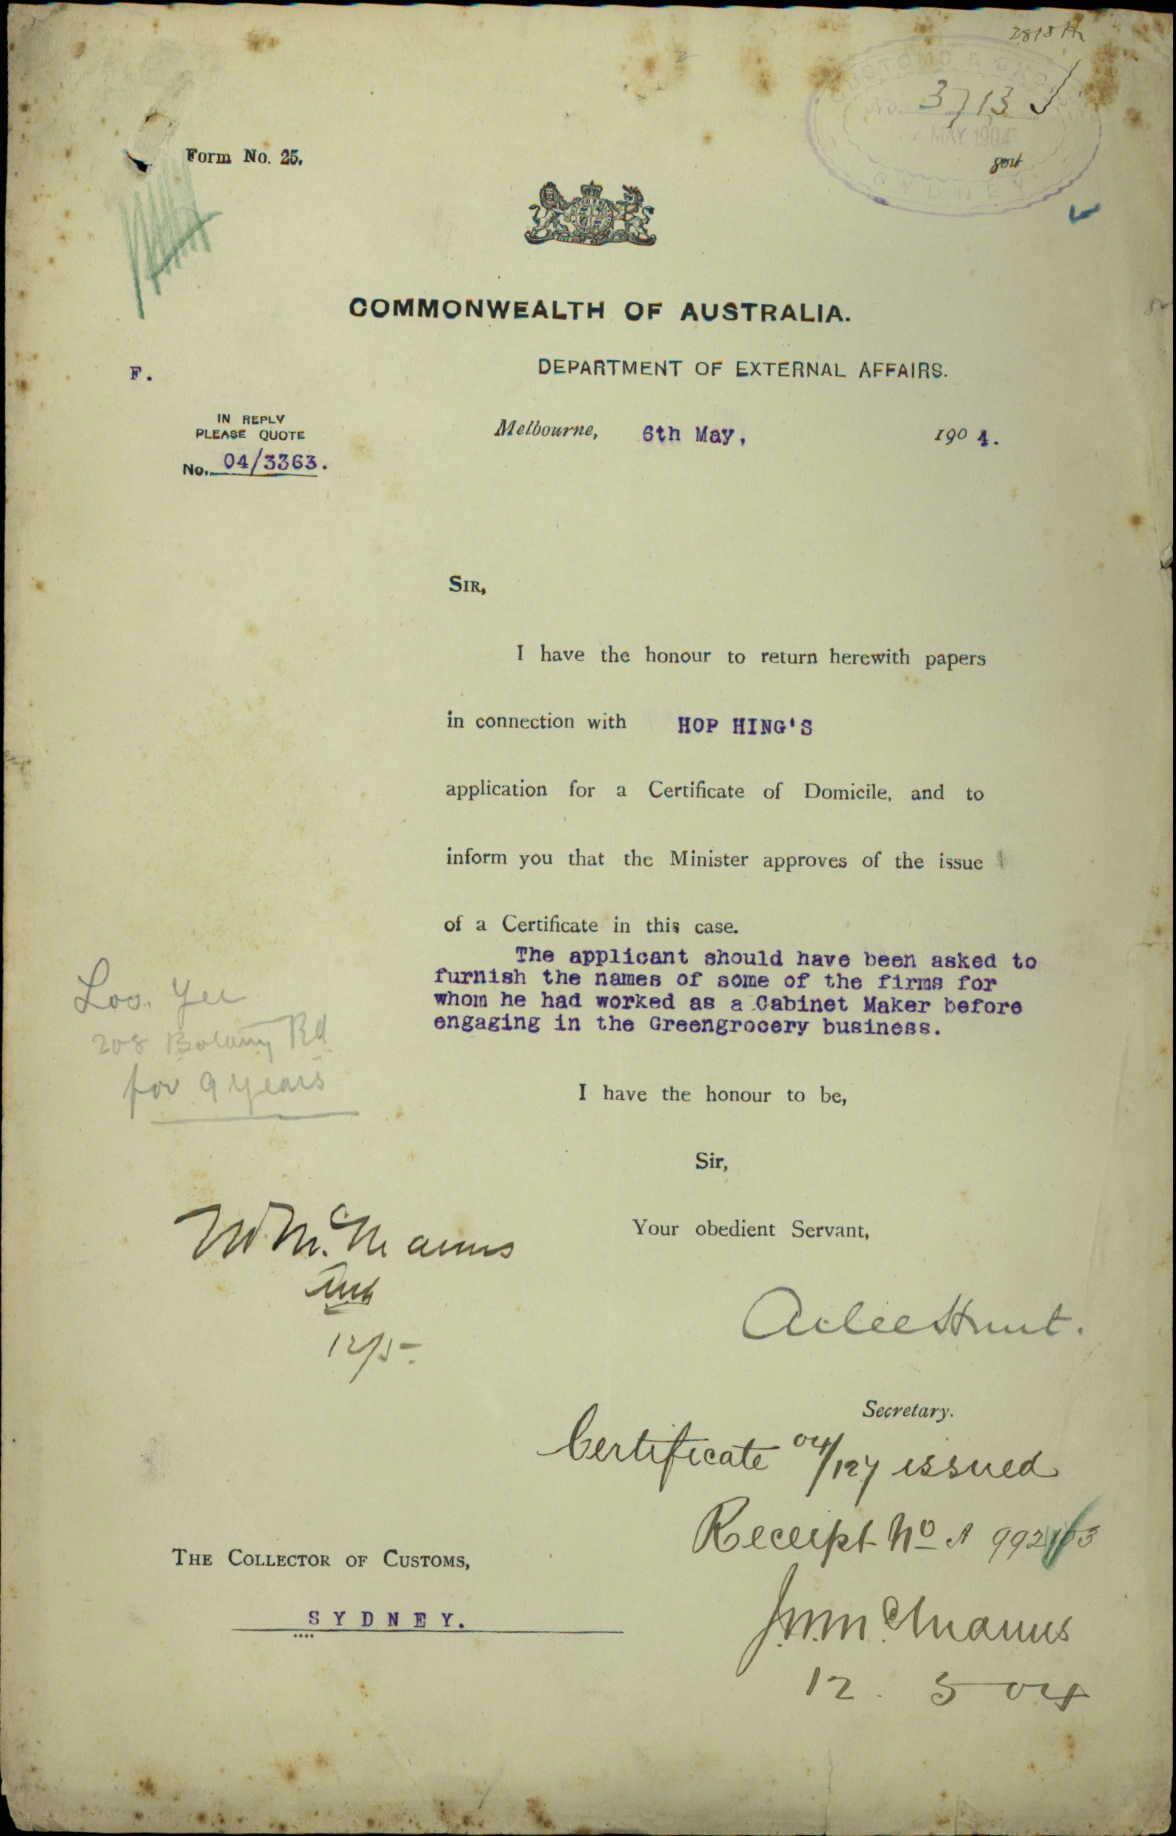 3713
MAY 1904
Form No. 25.
COMMONWEALTH OF AUSTRALIA.
F.
DEPARTMENT OF EXTERNAL AFFAIRS.
IN REPLY
PLEASE QUOTE
No. 04/3363.
Melbourne, 6th May, 1904.
SIR,
I have the honour to return herewith papers
in connection with HOP HING'S
application for a Certificate of Domicile, and to
inform you that the Minister approves of the issue
of a Certificate in this case.
The applicant should have been asked to
furnish the names of some of the firms for
whom he had worked as a Cabinet Maker before
engaging in the Greengrocery business.
Loo. Yee
208 Botany Rd
for 9 years
I have the honour to be,
Sir,
Your obedient Servant,
Mr McManus
12/5.
Atlee Hunt.
Secretary.
Certificate 04/127 issued
Receipt No A 992163
THE COLLECTOR OF CUSTOMS,
SYDNEY.
J.M. McManus
12. 5 04